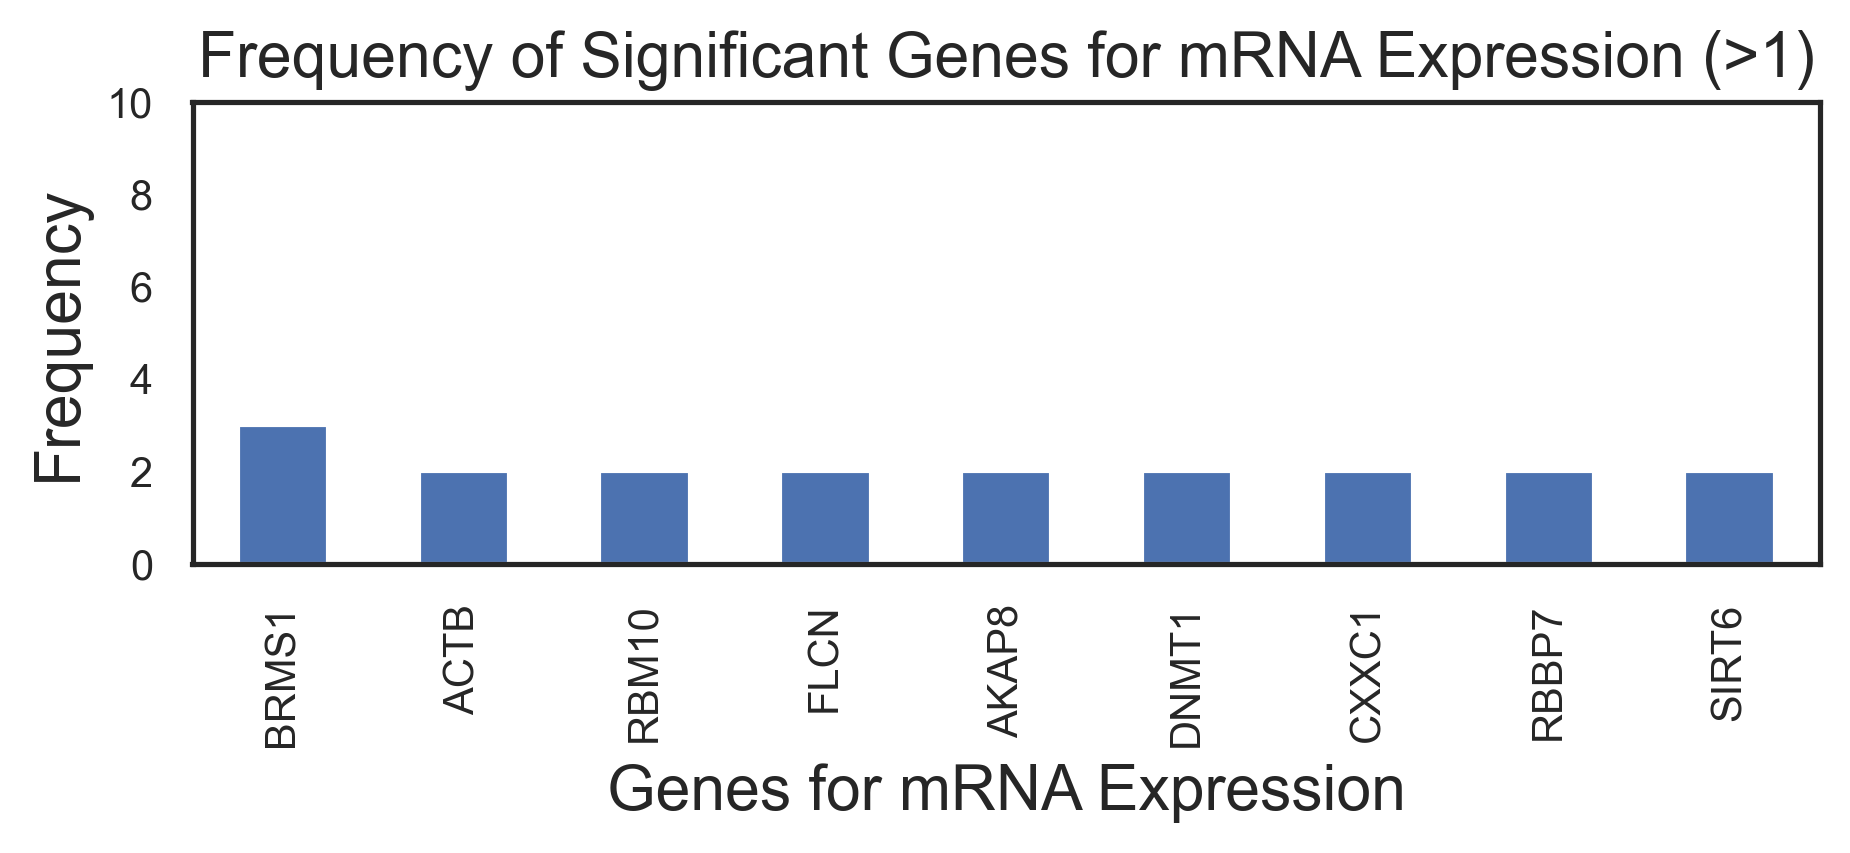 Frequency of Significant Genes for mRNA Expression (>1)
Frequency
10
8
6
4
2
0
BRMS1
ACTB
RBM10
FLCN
AKAP8
DNMT1
CXXC1
RBBP7
SIRT6
Genes for mRNA Expression